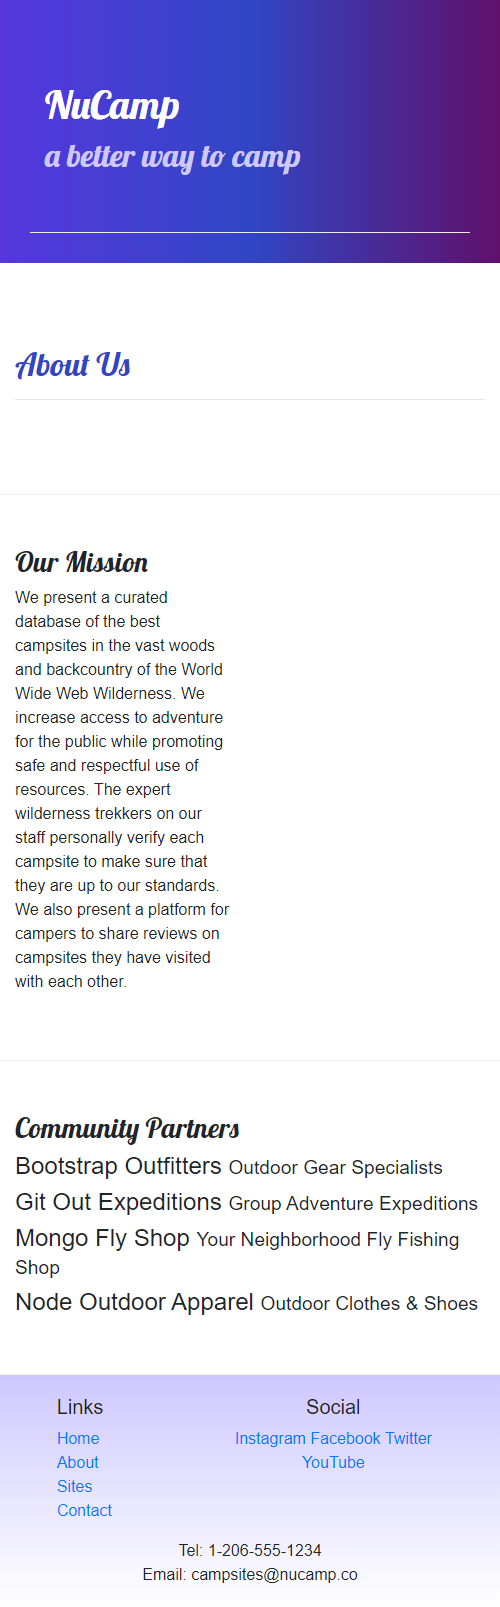 NuCamp
a better way to camp
About Us
Our Mission
We present a curated
database of the best
campsites in the vast woods
and backcountry of the World
Wide Web Wilderness. We
increase access to adventure
for the public while promoting
safe and respectful use of
resources. The expert
wilderness trekkers on our
staff personally verify each
campsite to make sure that
they are up to our standards.
We also present a platform for
campers to share reviews on
campsites they have visited
with each other.
Community Partners
Bootstrap Outfitters Outdoor Gear Specialists
Git Out Expeditions Group Adventure Expeditions
Mongo Fly Shop Your Neighborhood Fly Fishing
Shop
Node Outdoor Apparel Outdoor Clothes & Shoes
Links
Home
About
Sites
Contact
Social
Instagram Facebook Twitter
YouTube
Tel: 1-206-555-1234
Email: campsites@nucamp.co